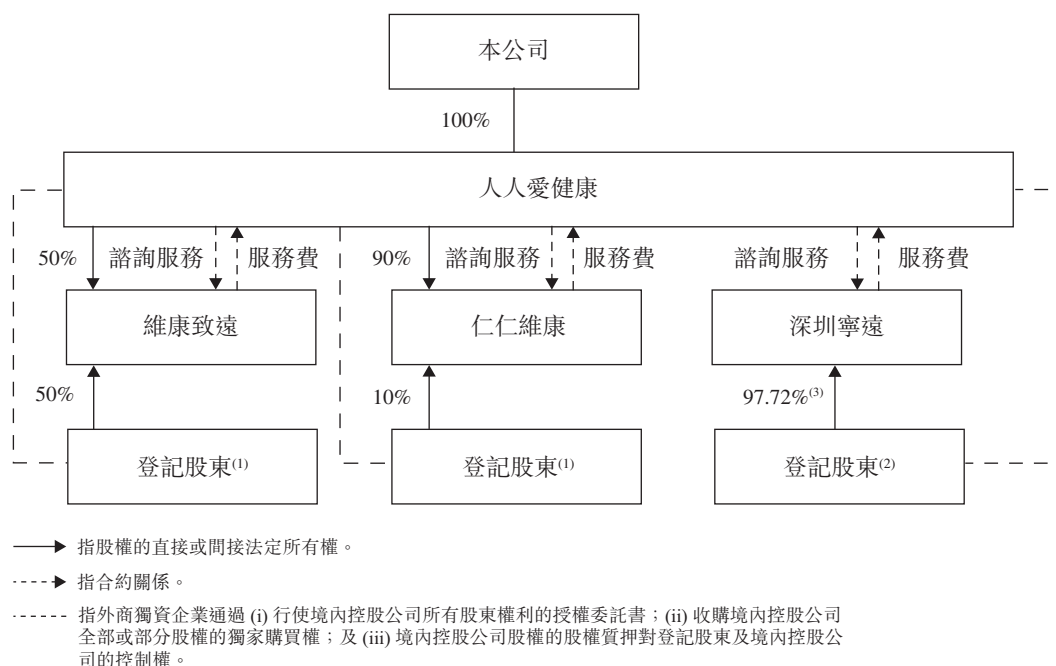 本公司
100%
人人愛健康
50% 諮詢服務 服務費 90% 諮詢服務 服務費 諮詢服務 服務費
維康致遠 仁仁維康 深圳寧遠
50% 10% 97.72%(3)
登記股東(1) 登記股東(1) 登記股東(2)
指股權的直接或間接法定所有權。
指合約關係。
指外商獨資企業通過 (i) 行使境內控股公司所有股東權利的授權委託書；(ii) 收購境內控股公司
全部或部分股權的獨家購買權；及 (iii) 境內控股公司股權的股權質押對登記股東及境內控股公
司的控制權。